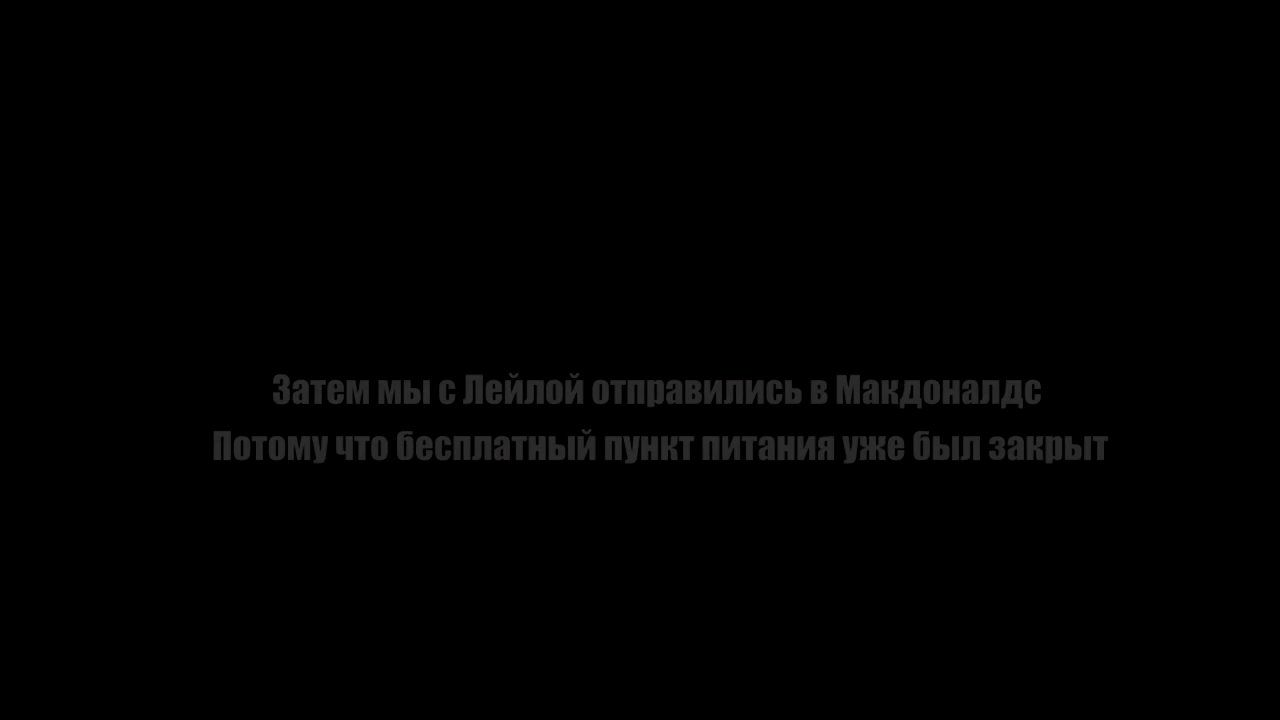 Затем мы с Лейлой отправились в Макдоналдс
Потому что бесплатный пункт питания уже был закрыт